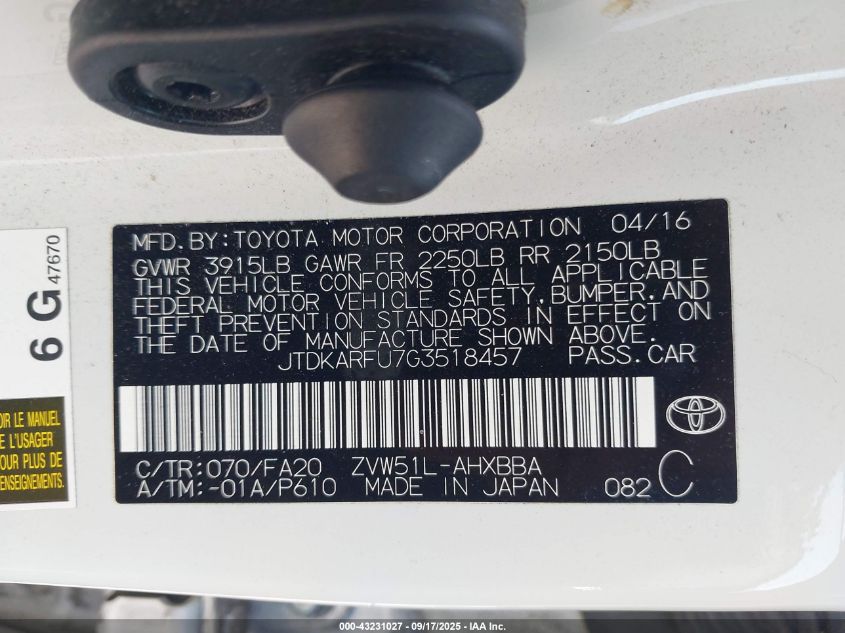 MFD.BY:TOYOTA MOTOR CORPORATION 04/16
GVWR 3915LB GAWR FR 2250LB RR 2150LB
THIS VEHICLE CONFORMS TO ALL APPLICABLE
FEDERAL MOTOR VEHICLE SAFETY,BUMPER,AND
THEFT PREVENTION STANDARDS IN EFFECT ON
THE DATE OF MANUFACTURE SHOWN ABOVE.
JTDKARFU7G3518457 PASS.CAR
C/TR:070/FA20 ZVW51L-AHXBBA
A/TM:-01A/P610 MADE IN JAPAN 082 C
6 G 47670
OIR LE MANUEL
E L'USAGER
OUR PLUS DE
ENSEIGNEMENTS.
000-43231027 - 09/17/2025 - IAA Inc.